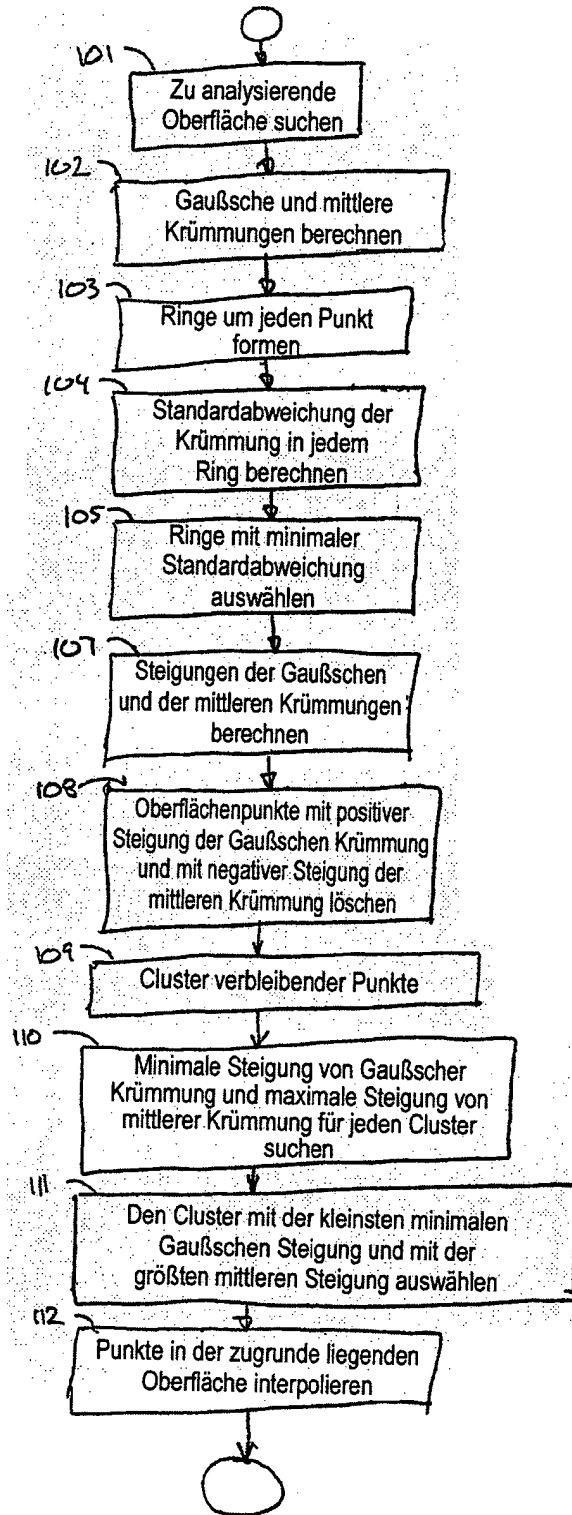 101
Zu analysierende
Oberfläche suchen
102
Gaußsche und mittlere
Krümmungen berechnen
103
Ringe um jeden Punkt
formen
104
Standardabweichung der
Krümmung in jedem
Ring berechnen
105
Ringe mit minimaler
Standardabweichung
auswählen
107
Steigungen der Gaußschen
und der mittleren Krümmungen
berechnen
108
Oberflächenpunkte mit positiver
Steigung der Gaußschen Krümmung
und mit negativer Steigung der
mittleren Krümmung löschen
109
Cluster verbleibender Punkte
110
Minimale Steigung von Gaußscher
Krümmung und maximale Steigung von
mittlerer Krümmung für jeden Cluster
suchen
111
Den Cluster mit der kleinsten minimalen
Gaußschen Steigung und mit der
größten mittleren Steigung auswählen
112
Punkte in der zugrunde liegenden
Oberfläche interpolieren